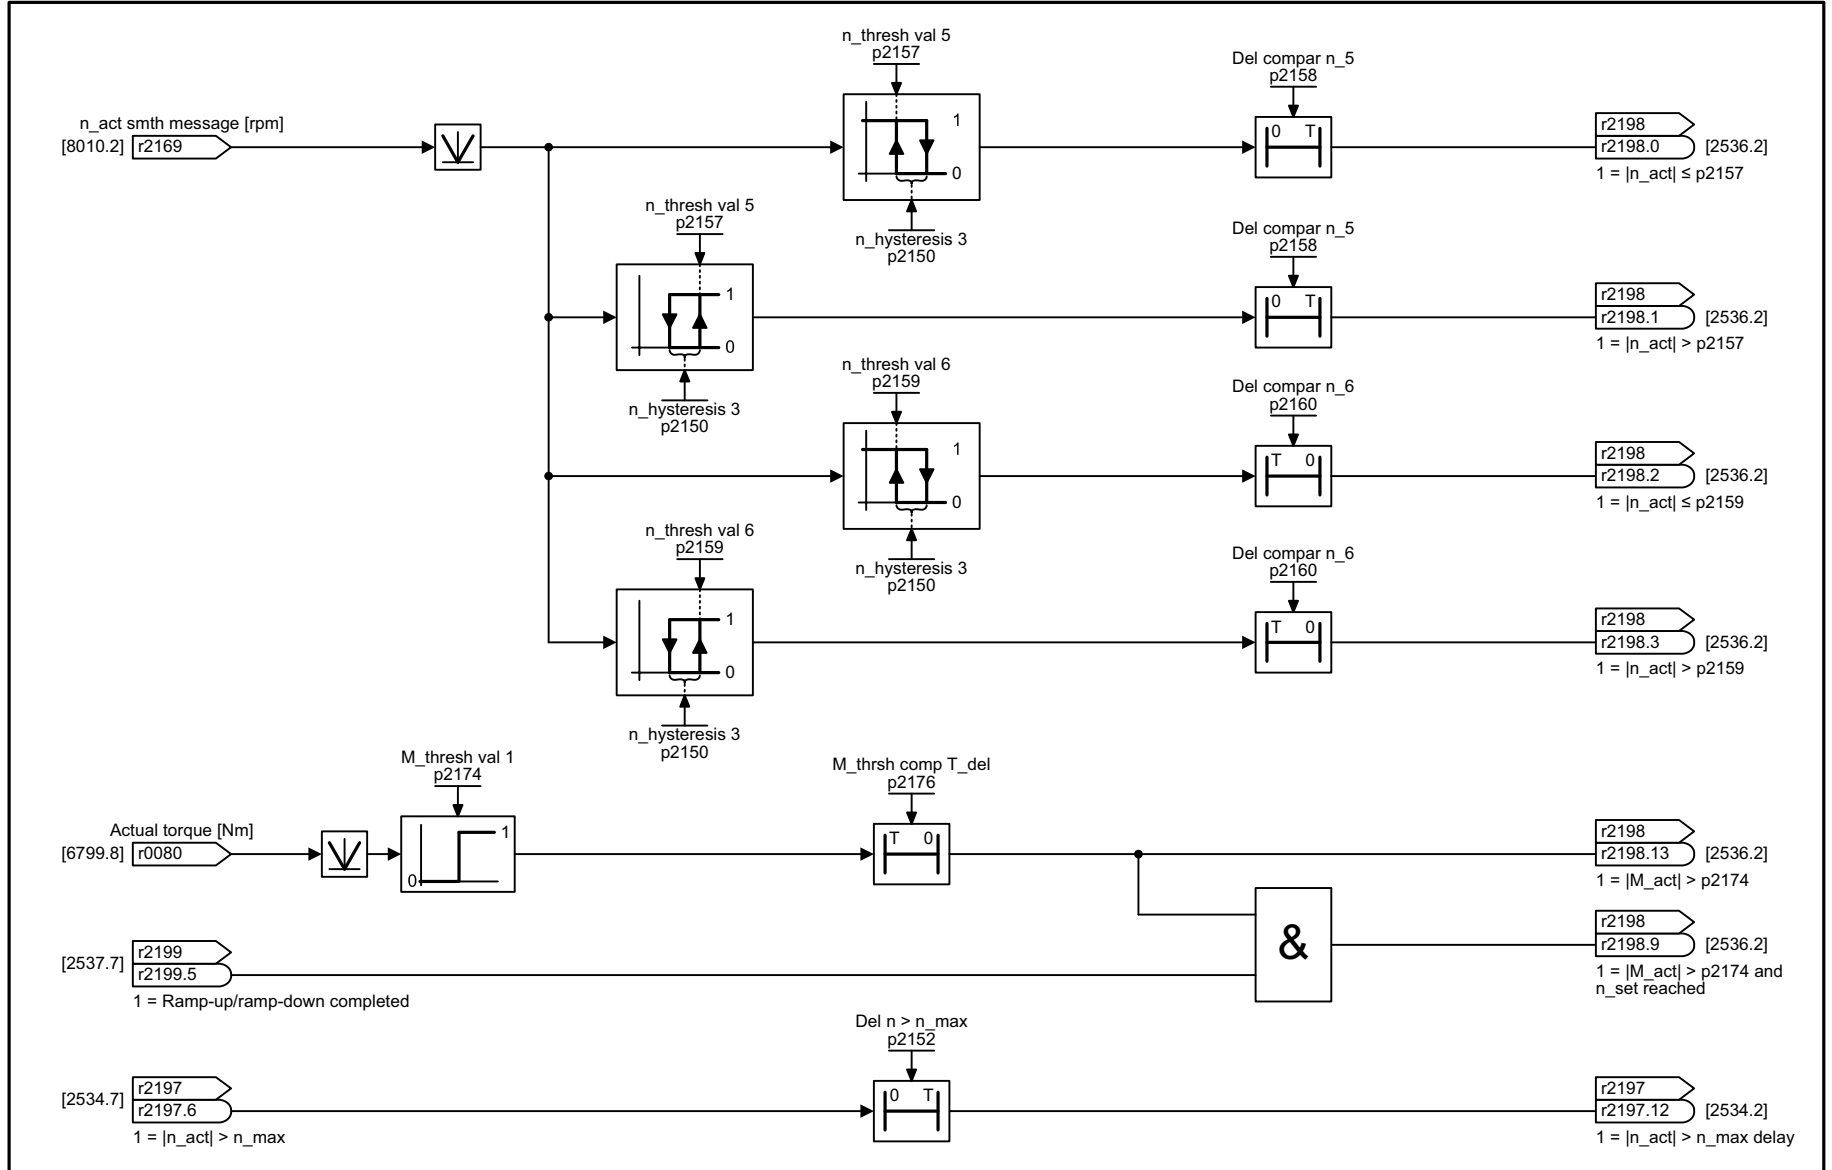 n_thresh val 5
p2157
Del compar n_5
p2158
n_act smth message [rpm]
[8010.2] r2169
1
0
0 T
r2198
r2198.0 [2536.2]
1 = |n_act| ≤ p2157
n_hysteresis 3
p2150
n_thresh val 5
p2157
Del compar n_5
p2158
1
0
0 T
r2198
r2198.1 [2536.2]
1 = |n_act| > p2157
n_hysteresis 3
p2150
n_thresh val 6
p2159
Del compar n_6
p2160
1
0
T 0
r2198
r2198.2 [2536.2]
1 = |n_act| ≤ p2159
n_hysteresis 3
p2150
n_thresh val 6
p2159
Del compar n_6
p2160
1
0
T 0
r2198
r2198.3 [2536.2]
1 = |n_act| > p2159
n_hysteresis 3
p2150
M_thresh val 1
p2174
M_thrsh comp T_del
p2176
Actual torque [Nm]
[6799.8] r0080
1
0
T 0
r2198
r2198.13 [2536.2]
1 = |M_act| > p2174
&
r2198
r2198.9 [2536.2]
1 = |M_act| > p2174 and
n_set reached
[2537.7] r2199
r2199.5
1 = Ramp-up/ramp-down completed
Del n > n_max
p2152
[2534.7] r2197
r2197.6
1 = |n_act| > n_max
0 T
r2197
r2197.12 [2534.2]
1 = |n_act| > n_max delay